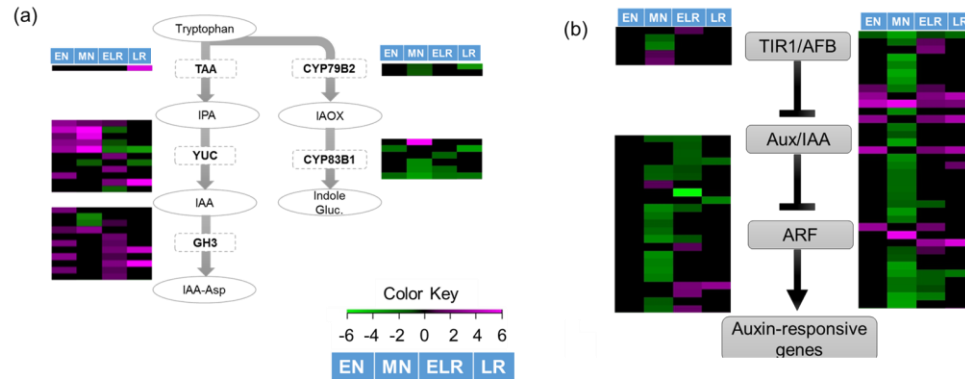 (a)
Tryptophan
EN MN ELR LR
TAA
CYP79B2
EN MN ELR LR
IPA
IAOX
YUC
CYP83B1
IAA
Indole
Gluc.
GH3
IAA-Asp
Color Key
-6 -4 -2 0 2 4 6
EN MN ELR LR
(b)
EN MN ELR LR
TIR1/AFB
EN MN ELR LR
Aux/IAA
ARF
Auxin-responsive
genes